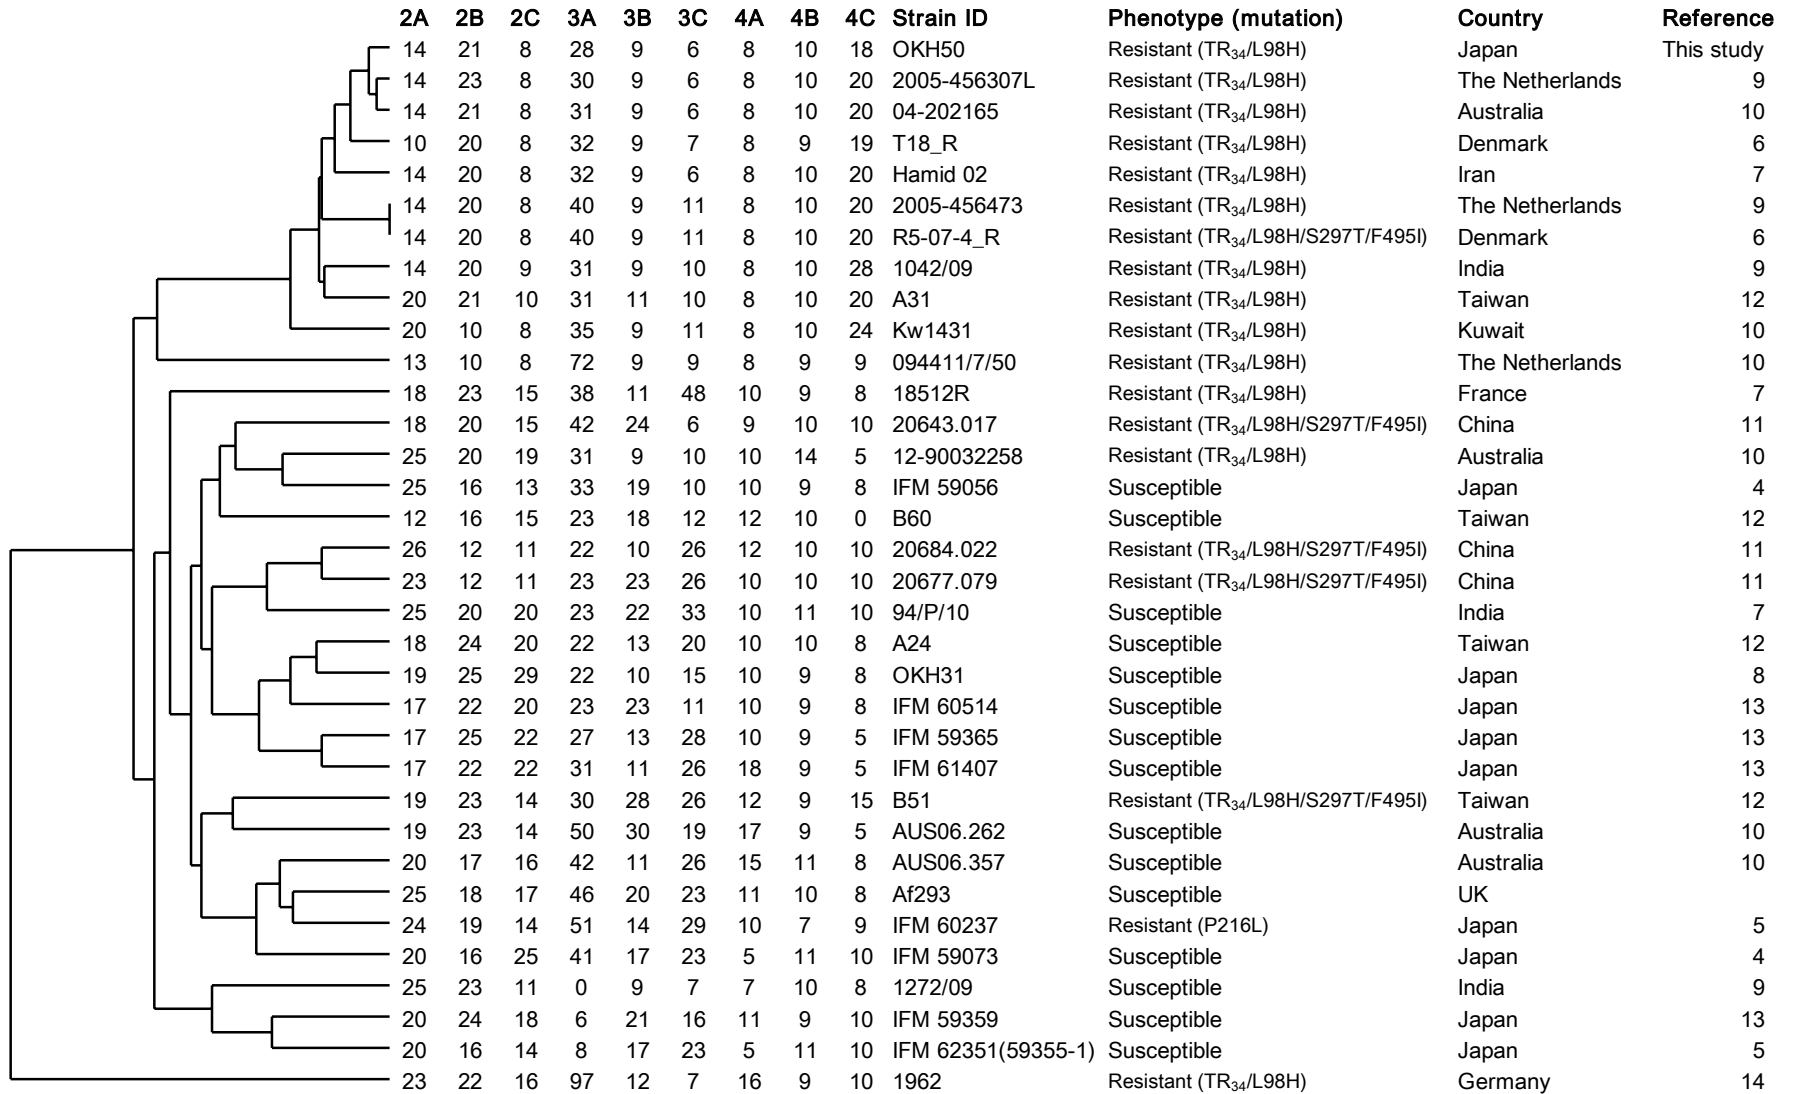 2A 2B 2C 3A 3B 3C 4A 4B 4C Strain ID Phenotype (mutation) Country Reference
14 21 8 28 9 6 8 10 18 OKH50 Resistant (TR34/L98H) Japan This study
14 23 8 30 9 6 8 10 20 2005-456307L Resistant (TR34/L98H) The Netherlands 9
14 21 8 31 9 6 8 10 20 04-202165 Resistant (TR34/L98H) Australia 10
10 20 8 32 9 7 8 9 19 T18_R Resistant (TR34/L98H) Denmark 6
14 20 8 32 9 6 8 10 20 Hamid 02 Resistant (TR34/L98H) Iran 7
14 20 8 40 9 11 8 10 20 2005-456473 Resistant (TR34/L98H) The Netherlands 9
14 20 8 40 9 11 8 10 20 R5-07-4_R Resistant (TR34/L98H/S297T/F495I) Denmark 6
14 20 9 31 9 10 8 10 28 1042/09 Resistant (TR34/L98H) India 9
20 21 10 31 11 10 8 10 20 A31 Resistant (TR34/L98H) Taiwan 12
20 10 8 35 9 11 8 10 24 Kw1431 Resistant (TR34/L98H) Kuwait 10
13 10 8 72 9 9 8 9 9 094411/7/50 Resistant (TR34/L98H) The Netherlands 10
18 23 15 38 11 48 10 9 8 18512R Resistant (TR34/L98H) France 7
18 20 15 42 24 6 9 10 10 20643.017 Resistant (TR34/L98H/S297T/F495I) China 11
25 20 19 31 9 10 10 14 5 12-90032258 Resistant (TR34/L98H) Australia 10
25 16 13 33 19 10 10 9 8 IFM 59056 Susceptible Japan 4
12 16 15 23 18 12 12 10 0 B60 Susceptible Taiwan 12
26 12 11 22 10 26 12 10 10 20684.022 Resistant (TR34/L98H/S297T/F495I) China 11
23 12 11 23 23 26 10 10 10 20677.079 Resistant (TR34/L98H/S297T/F495I) China 11
25 20 20 23 22 33 10 11 10 94/P/10 Susceptible India 7
18 24 20 22 13 20 10 10 8 A24 Susceptible Taiwan 12
19 25 29 22 10 15 10 9 8 OKH31 Susceptible Japan 8
17 22 20 23 23 11 10 9 8 IFM 60514 Susceptible Japan 13
17 25 22 27 13 28 10 9 5 IFM 59365 Susceptible Japan 13
17 22 22 31 11 26 18 9 5 IFM 61407 Susceptible Japan 13
19 23 14 30 28 26 12 9 15 B51 Resistant (TR34/L98H/S297T/F495I) Taiwan 12
19 23 14 50 30 19 17 9 5 AUS06.262 Susceptible Australia 10
20 17 16 42 11 26 15 11 8 AUS06.357 Susceptible Australia 10
25 18 17 46 20 23 11 10 8 Af293 Susceptible UK
24 19 14 51 14 29 10 7 9 IFM 60237 Resistant (P216L) Japan 5
20 16 25 41 17 23 5 11 10 IFM 59073 Susceptible Japan 4
25 23 11 0 9 7 7 10 8 1272/09 Susceptible India 9
20 24 18 6 21 16 11 9 10 IFM 59359 Susceptible Japan 13
20 16 14 8 17 23 5 11 10 IFM 62351(59355-1) Susceptible Japan 5
23 22 16 97 12 7 16 9 10 1962 Resistant (TR34/L98H) Germany 14